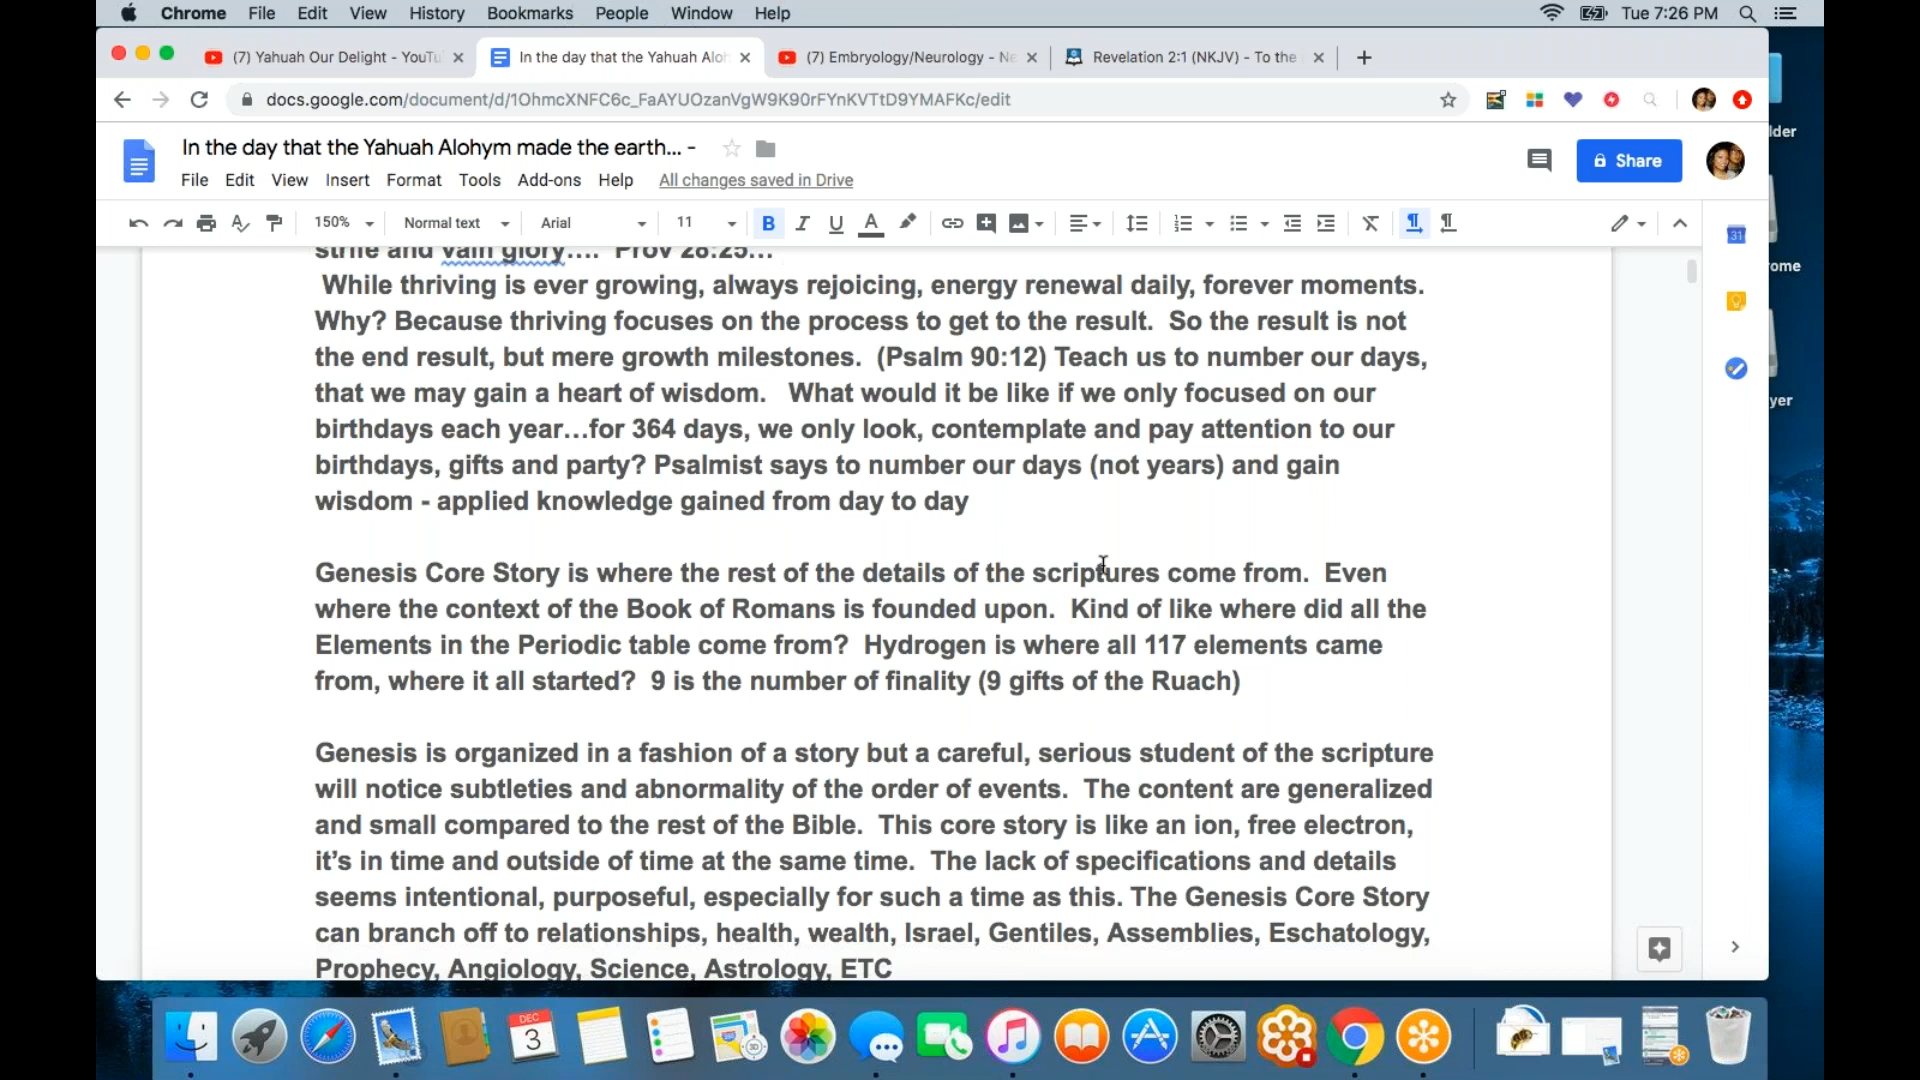 Chrome File Edit View History Bookmarks People Window Help Tue 7:26 PM
(7) Yahuah Our Delight - YouTu In the day that the Yahuah Aloh (7) Embryology/Neurology - Ne Revelation 2:1 (NKJV) - To the
docs.google.com/document/d/1OhmcXNFC6c_FaAYUOzanVgW9K90rFYnKVTtD9YMAFKc/edit
In the day that the Yahuah Alohym made the earth... -
Share
File Edit View Insert Format Tools Add-ons Help All changes saved in Drive
150% Normal text Arial 11 B I U A
31
strife and vain glory.... Prov 28:25...
While thriving is ever growing, always rejoicing, energy renewal daily, forever moments.
Why? Because thriving focuses on the process to get to the result. So the result is not
the end result, but mere growth milestones. (Psalm 90:12) Teach us to number our days,
that we may gain a heart of wisdom. What would it be like if we only focused on our
birthdays each year…for 364 days, we only look, contemplate and pay attention to our
birthdays, gifts and party? Psalmist says to number our days (not years) and gain
wisdom - applied knowledge gained from day to day
Genesis Core Story is where the rest of the details of the scriptures come from. Even
where the context of the Book of Romans is founded upon. Kind of like where did all the
Elements in the Periodic table come from? Hydrogen is where all 117 elements came
from, where it all started? 9 is the number of finality (9 gifts of the Ruach)
Genesis is organized in a fashion of a story but a careful, serious student of the scripture
will notice subtleties and abnormality of the order of events. The content are generalized
and small compared to the rest of the Bible. This core story is like an ion, free electron,
it’s in time and outside of time at the same time. The lack of specifications and details
seems intentional, purposeful, especially for such a time as this. The Genesis Core Story
can branch off to relationships, health, wealth, Israel, Gentiles, Assemblies, Eschatology,
Prophecy, Angiology, Science, Astrology, ETC
lder
ome
yer
DEC
3
3D